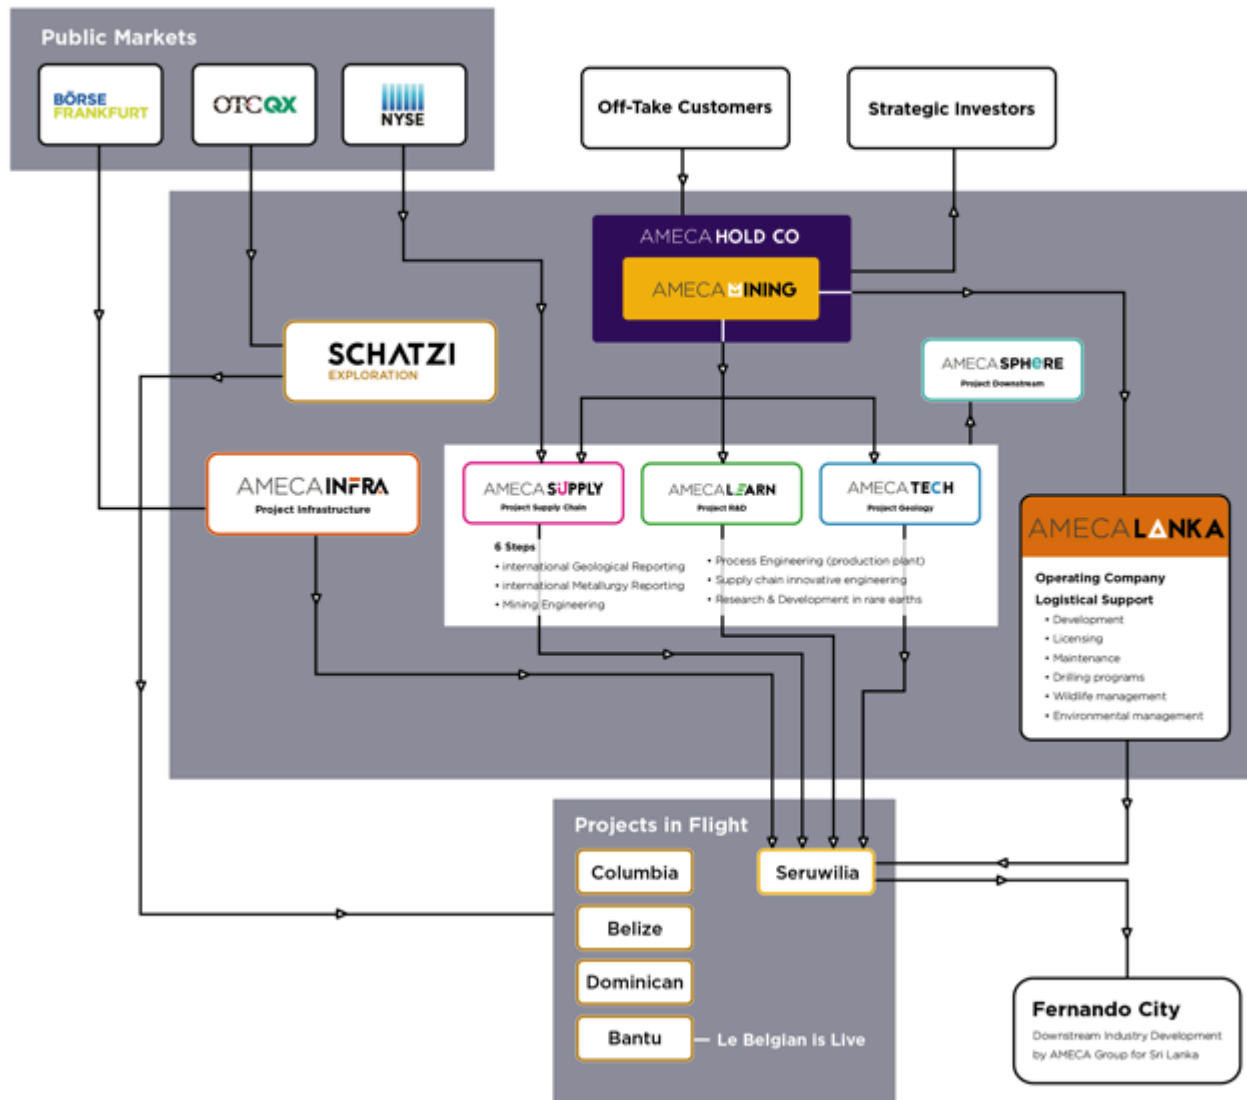 Public Markets
BÖRSE
FRANKFURT
OTCQX
NYSE
Off-Take Customers
Strategic Investors
AMECA HOLD CO
AMECA MINING
SCHATZI
EXPLORATION
AMECA SPHeRE
Project Downstream
AMECA INFRA
Project Infrastructure
AMECA SUPPLY
Project Supply Chain
AMECA LEARN
Project R&D
AMECA TECH
Project Geology
6 Steps
• international Geological Reporting
• international Metallurgy Reporting
• Mining Engineering
• Process Engineering (production plant)
• Supply chain innovative engineering
• Research & Development in rare earths
AMECA LANKA
Operating Company
Logistical Support
• Development
• Licensing
• Maintenance
• Drilling programs
• Wildlife management
• Environmental management
Projects in Flight
Columbia
Seruwilia
Belize
Dominican
Bantu
Le Belgian is Live
Fernando City
Downstream Industry Development
by AMECA Group for Sri Lanka